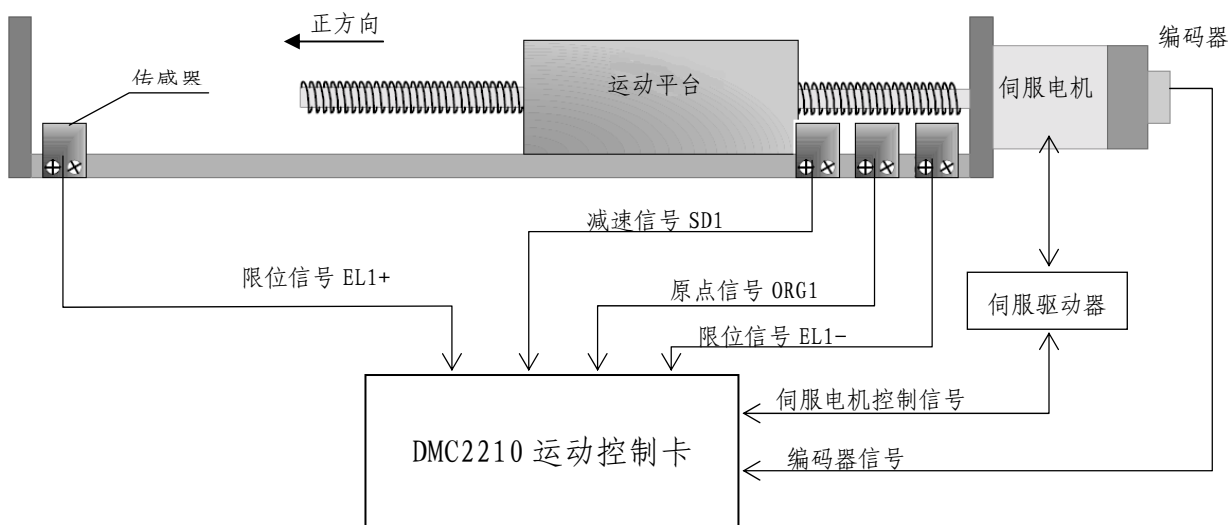 正方向
编码器
传感器
运动平台
伺服电机
减速信号 SD1
限位信号 EL1+
原点信号 ORG1
伺服驱动器
限位信号 EL1-
伺服电机控制信号
DMC2210 运动控制卡
编码器信号